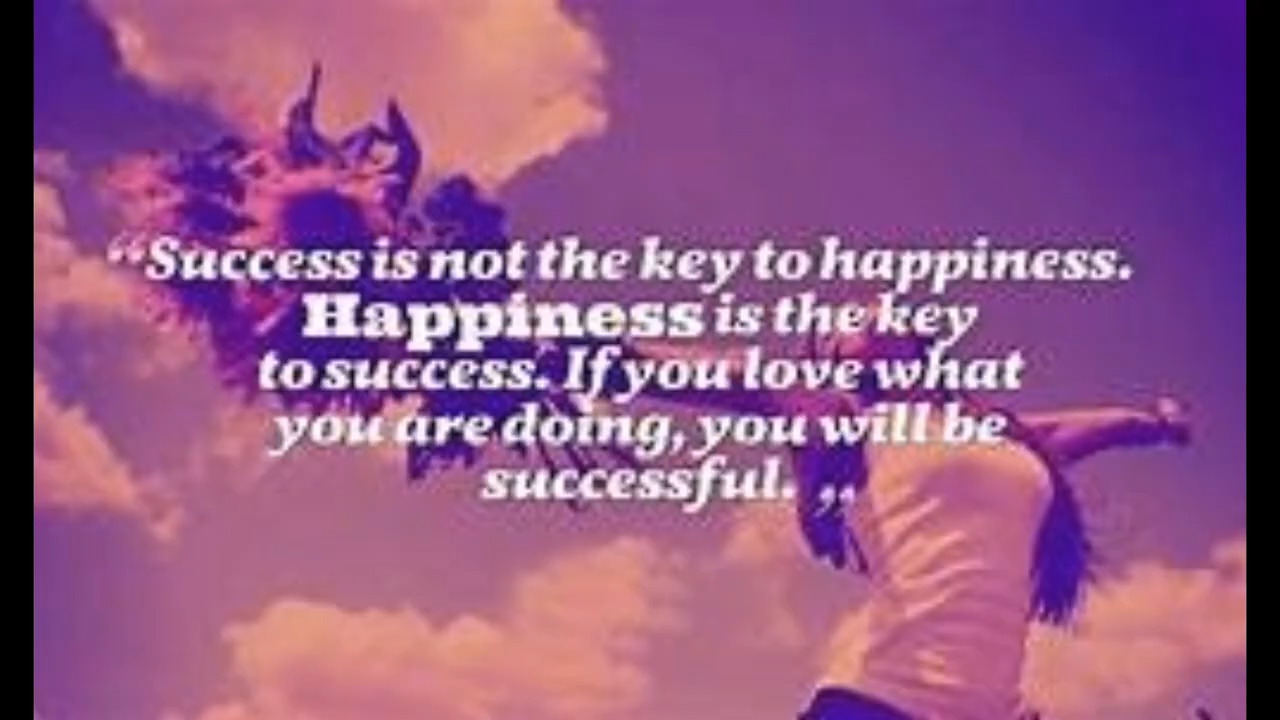 “Success is not the key to happiness.
Happiness is the key
to success. If you love what
you are doing, you will be
successful. „